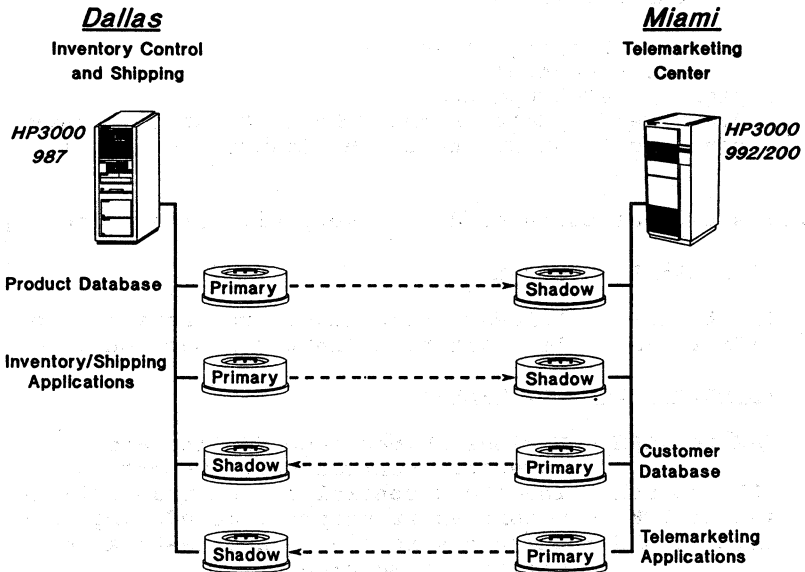 Dallas
Inventory Control
and Shipping
Miami
Telemarketing
Center
HP3000
987
HP3000
992/200
Product Database
Primary
Shadow
Inventory/Shipping
Applications
Primary
Shadow
Shadow
Primary
Customer
Database
Shadow
Primary
Telemarketing
Applications